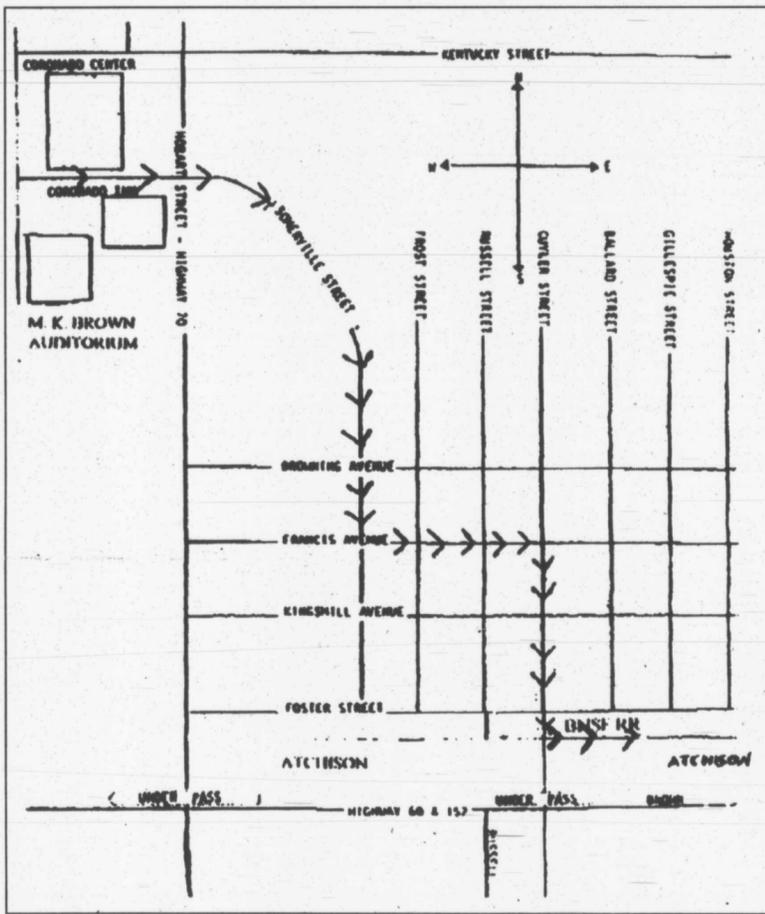 KENTUCKY STREET
CORONADO CENTER
N
W
E
HOBART STREET - HIGHWAY 70
CORONADO INN
SOMERVILLE STREET
FROST STREET
RUSSELL STREET
CUYLER STREET
BALLARD STREET
GILLESPIE STREET
HOUSTON STREET
M. K. BROWN
AUDITORIUM
BROWNING AVENUE
FRANCIS AVENUE
KINGSMILL AVENUE
FOSTER STREET
BNSF RR
ATCHISON
ATCHISON
UNDER PASS
HIGHWAY 60 & 152
UNDER PASS
BROWN
RUSSELL